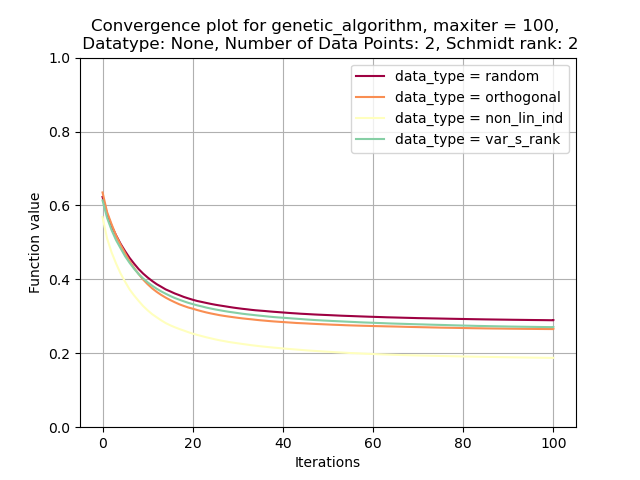 Convergence plot for genetic_algorithm, maxiter = 100,
Datatype: None, Number of Data Points: 2, Schmidt rank: 2
1.0
0.8
0.6
0.4
0.2
0.0
Function value
data_type = random
data_type = orthogonal
data_type = non_lin_ind
data_type = var_s_rank
0 20 40 60 80 100
Iterations